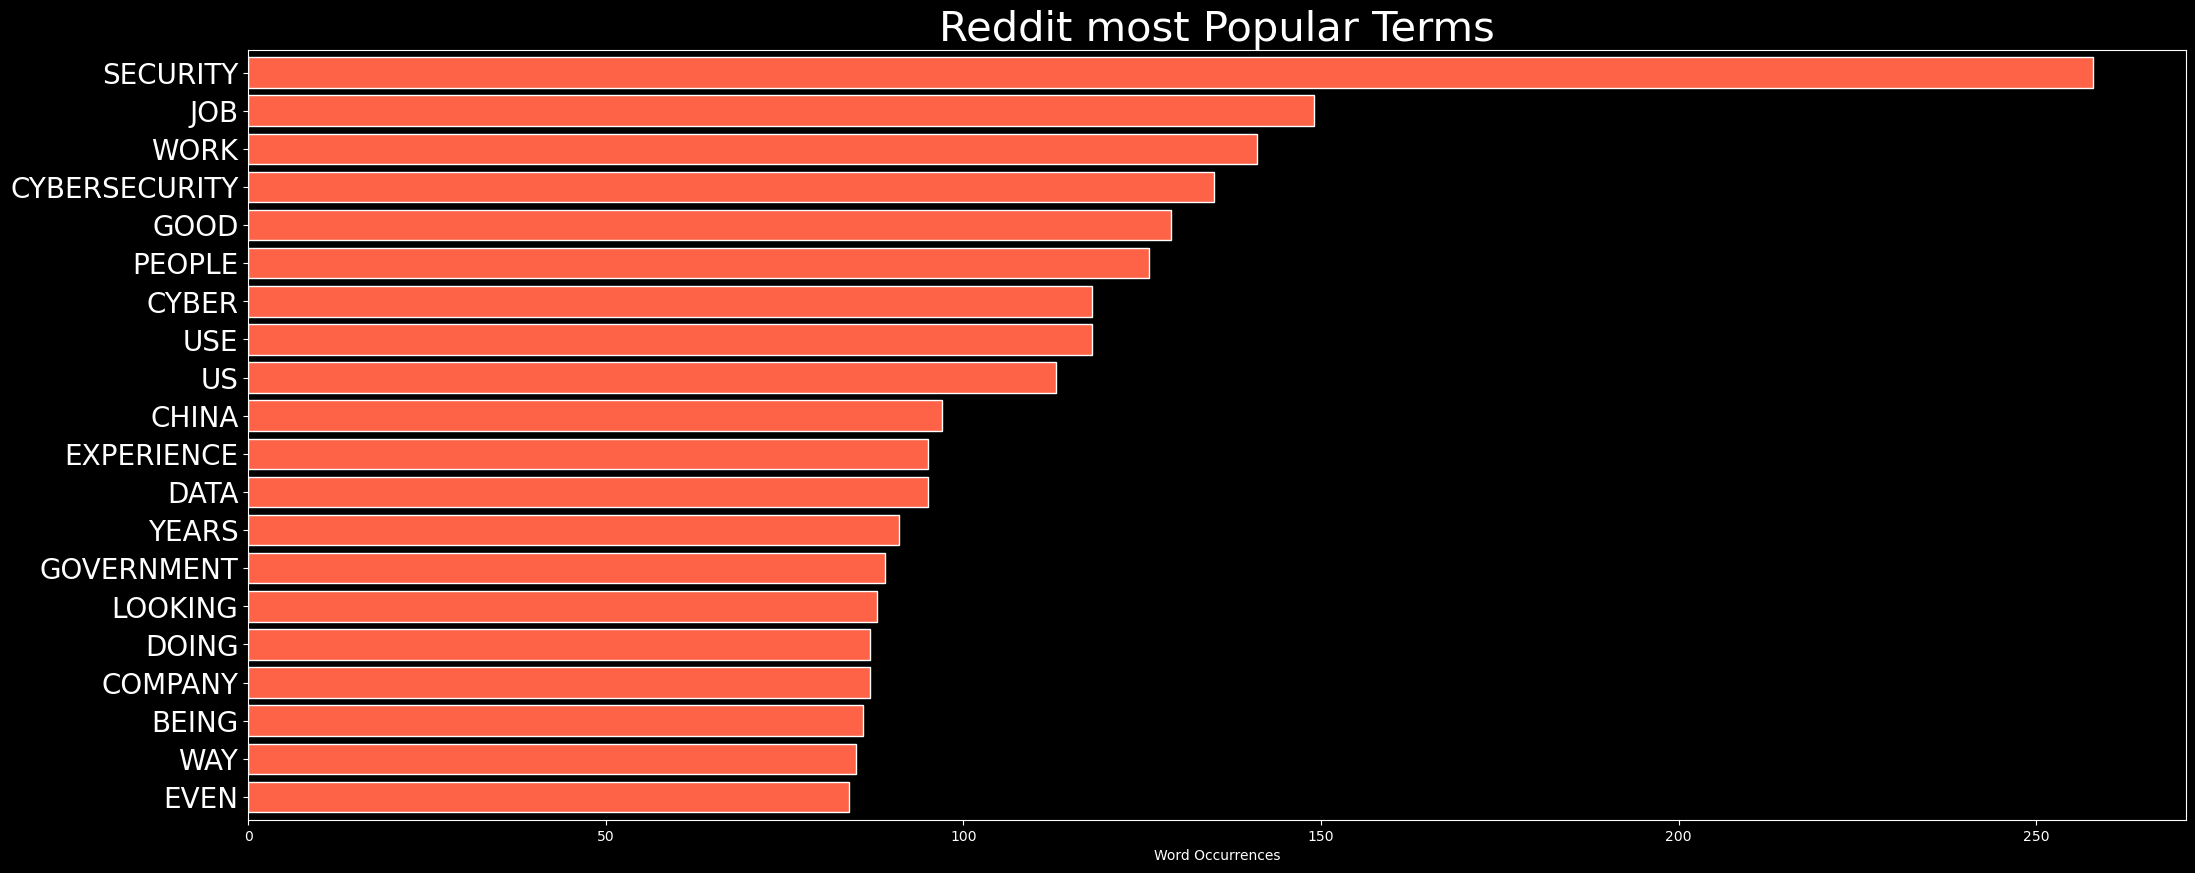 Reddit most Popular Terms
SECURITY
JOB
WORK
CYBERSECURITY
GOOD
PEOPLE
CYBER
USE
US
CHINA
EXPERIENCE
DATA
YEARS
GOVERNMENT
LOOKING
DOING
COMPANY
BEING
WAY
EVEN
0 50 100 150 200 250
Word Occurrences